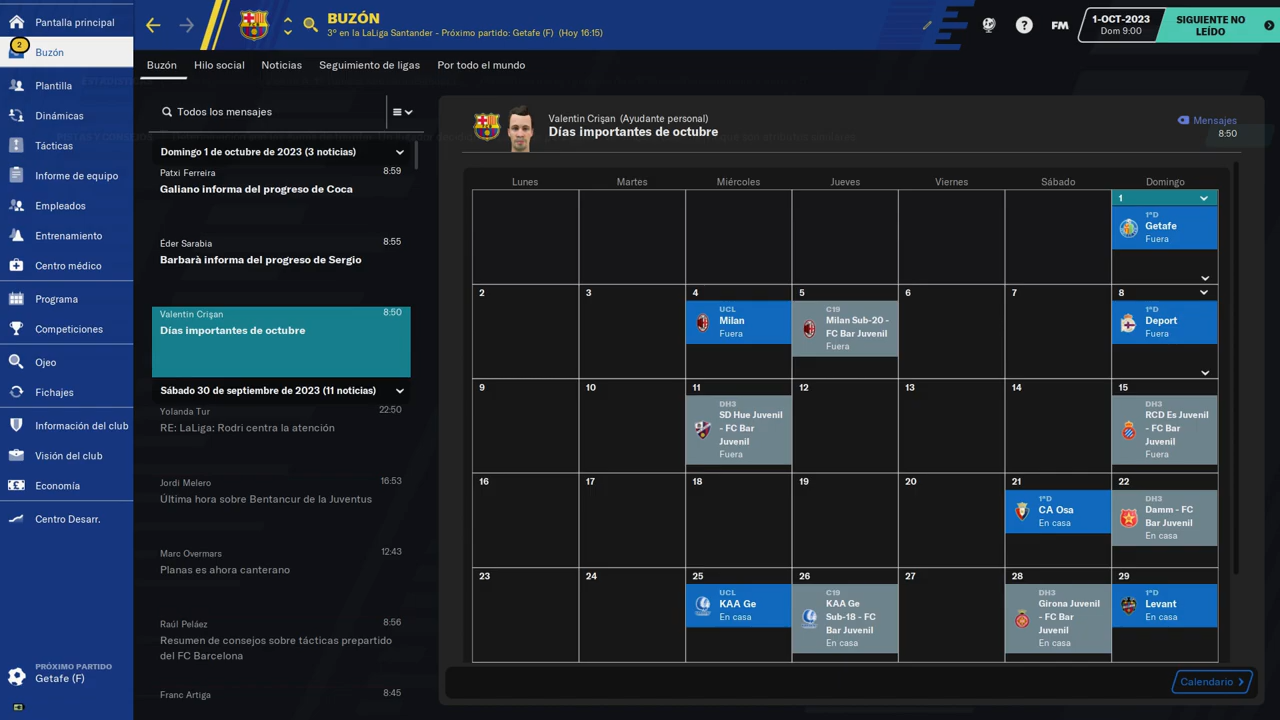 Pantalla principal
2
Buzón
Plantilla
Dinámicas
Tácticas
Informe de equipo
Empleados
Entrenamiento
Centro médico
Programa
Competiciones
Ojeo
Fichajes
Información del club
Visión del club
Economía
Centro Desarr.
PRÓXIMO PARTIDO
Getafe (F)
BUZÓN
3º en la LaLiga Santander - Próximo partido: Getafe (F) (Hoy 16:15)
?
FM
1-OCT-2023
Dom 9:00
SIGUIENTE NO
LEÍDO
Buzón
Hilo social
Noticias
Seguimiento de ligas
Por todo el mundo
Todos los mensajes
Domingo 1 de octubre de 2023 (3 noticias)
Patxi Ferreira
8:59
Galiano informa del progreso de Coca
Éder Sarabia
8:55
Barbarà informa del progreso de Sergio
Valentin Crişan
8:50
Días importantes de octubre
Sábado 30 de septiembre de 2023 (11 noticias)
Yolanda Tur
22:50
RE: LaLiga: Rodri centra la atención
Jordi Melero
16:53
Última hora sobre Bentancur de la Juventus
Marc Overmars
12:43
Planas es ahora canterano
Raúl Peláez
8:56
Resumen de consejos sobre tácticas prepartido
del FC Barcelona
Franc Artiga
8:45
Valentin Crişan (Ayudante personal)
Días importantes de octubre
Mensajes
8:50
Lunes
Martes
Miércoles
Jueves
Viernes
Sábado
Domingo
1
1ªD
Getafe
Fuera
2
3
4
UCL
Milan
Fuera
5
C19
Milan Sub-20 -
FC Bar Juvenil
Fuera
6
7
8
1ªD
Deport
Fuera
9
10
11
DH3
SD Hue Juvenil
- FC Bar
Juvenil
Fuera
12
13
14
15
DH3
RCD Es Juvenil
- FC Bar
Juvenil
Fuera
16
17
18
19
20
21
1ªD
CA Osa
En casa
22
DH3
Damm - FC
Bar Juvenil
En casa
23
24
25
UCL
KAA Ge
En casa
26
C19
KAA Ge
Sub-18 - FC
Bar Juvenil
En casa
27
28
DH3
Girona Juvenil
- FC Bar
Juvenil
En casa
29
1ªD
Levant
En casa
Calendario